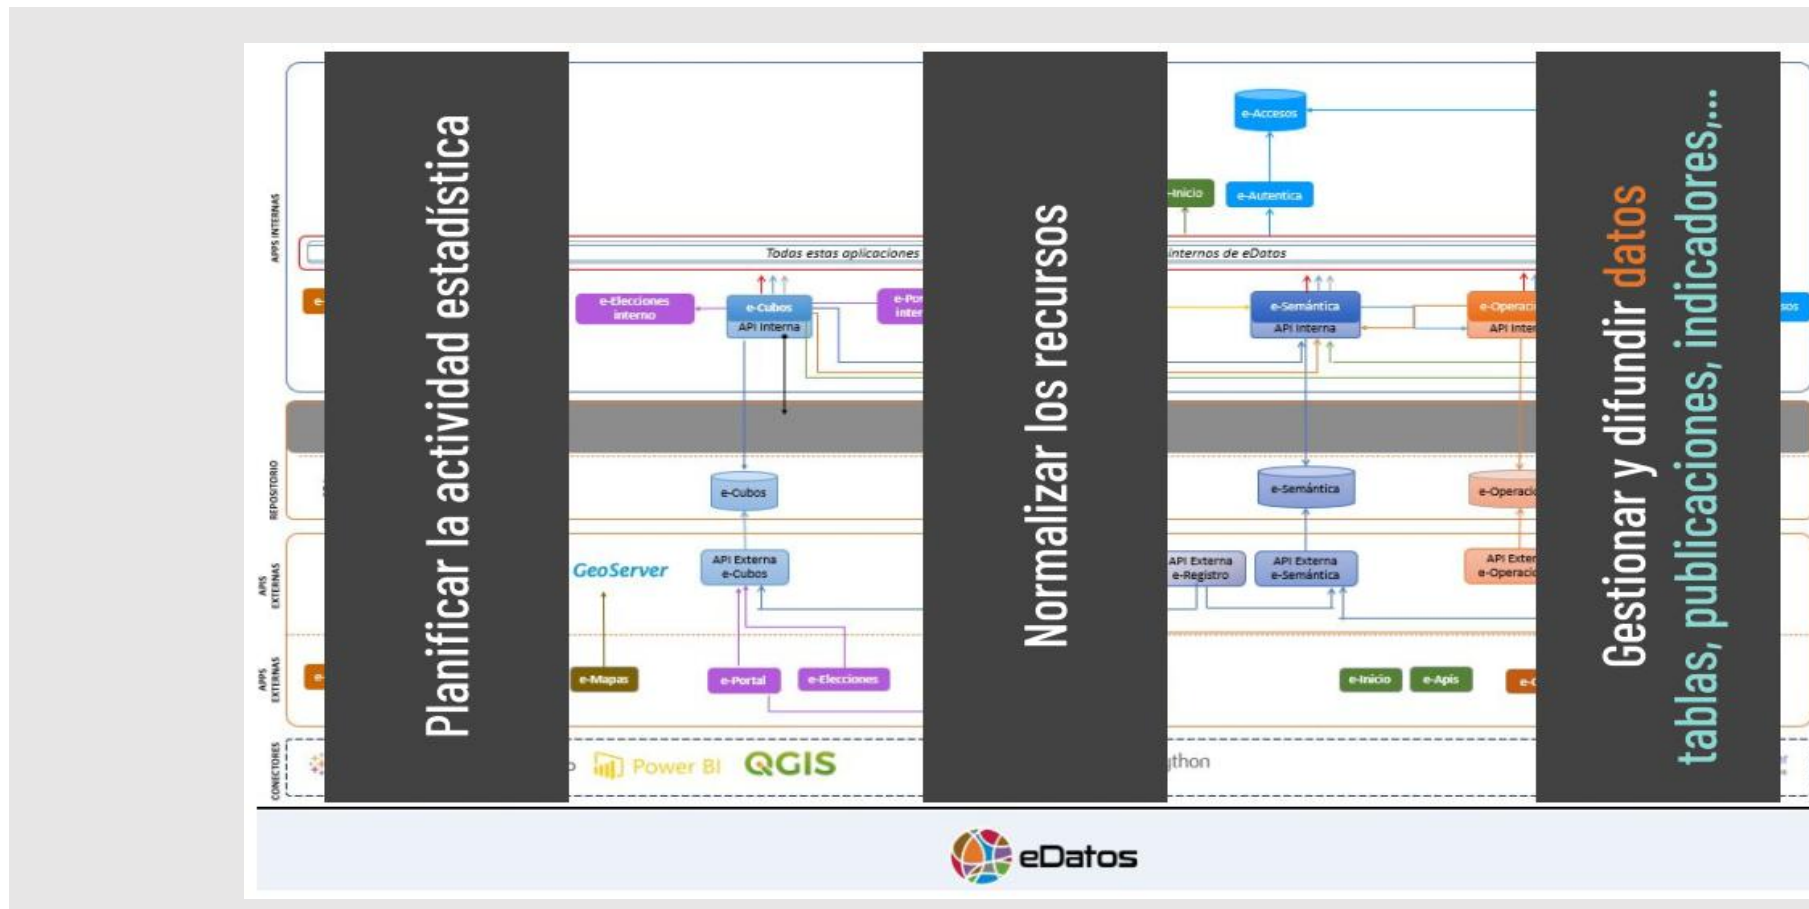 Planificar la actividad estadística
Normalizar los recursos
Gestionar y difundir datos
tablas, publicaciones, indicadores,...
APPS INTERNAS
e-Accesos
e-Autentica
Todas estas aplicaciones
internos de eDatos
e-Elecciones
interno
e-Cubos
API Interna
e-Semántica
API Interna
REPOSITORIO
e-Cubos
e-Semántica
APIS
EXTERNAS
GeoServer
API Externa
e-Cubos
API Externa
e-Registro
API Externa
e-Semántica
APPS
EXTERNAS
e-Mapas
e-Portal
e-Elecciones
e-Inicio
e-Apis
CONECTORES
Power BI
QGIS
eDatos